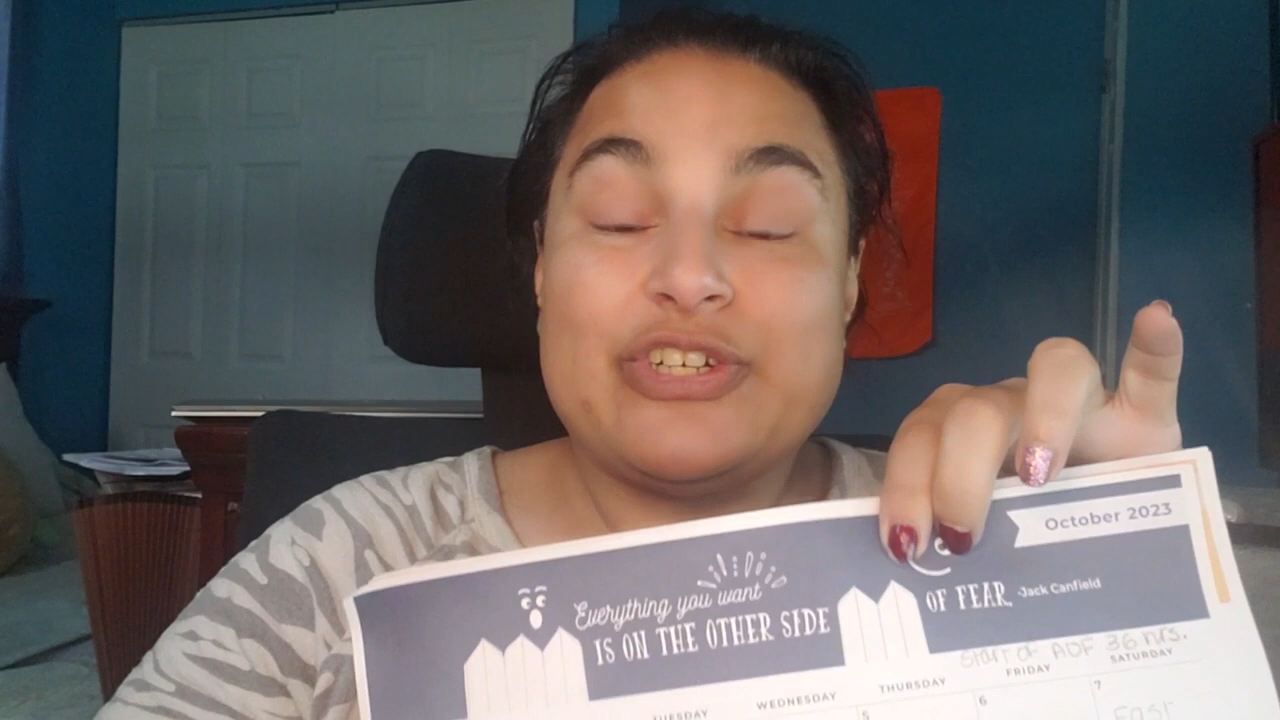 October 2023
Everything you want
IS ON THE OTHER SIDE
OF FEAR. -Jack Canfield
Start of ADF 36 hrs.
TUESDAY WEDNESDAY THURSDAY FRIDAY SATURDAY
5 6 7
Fast